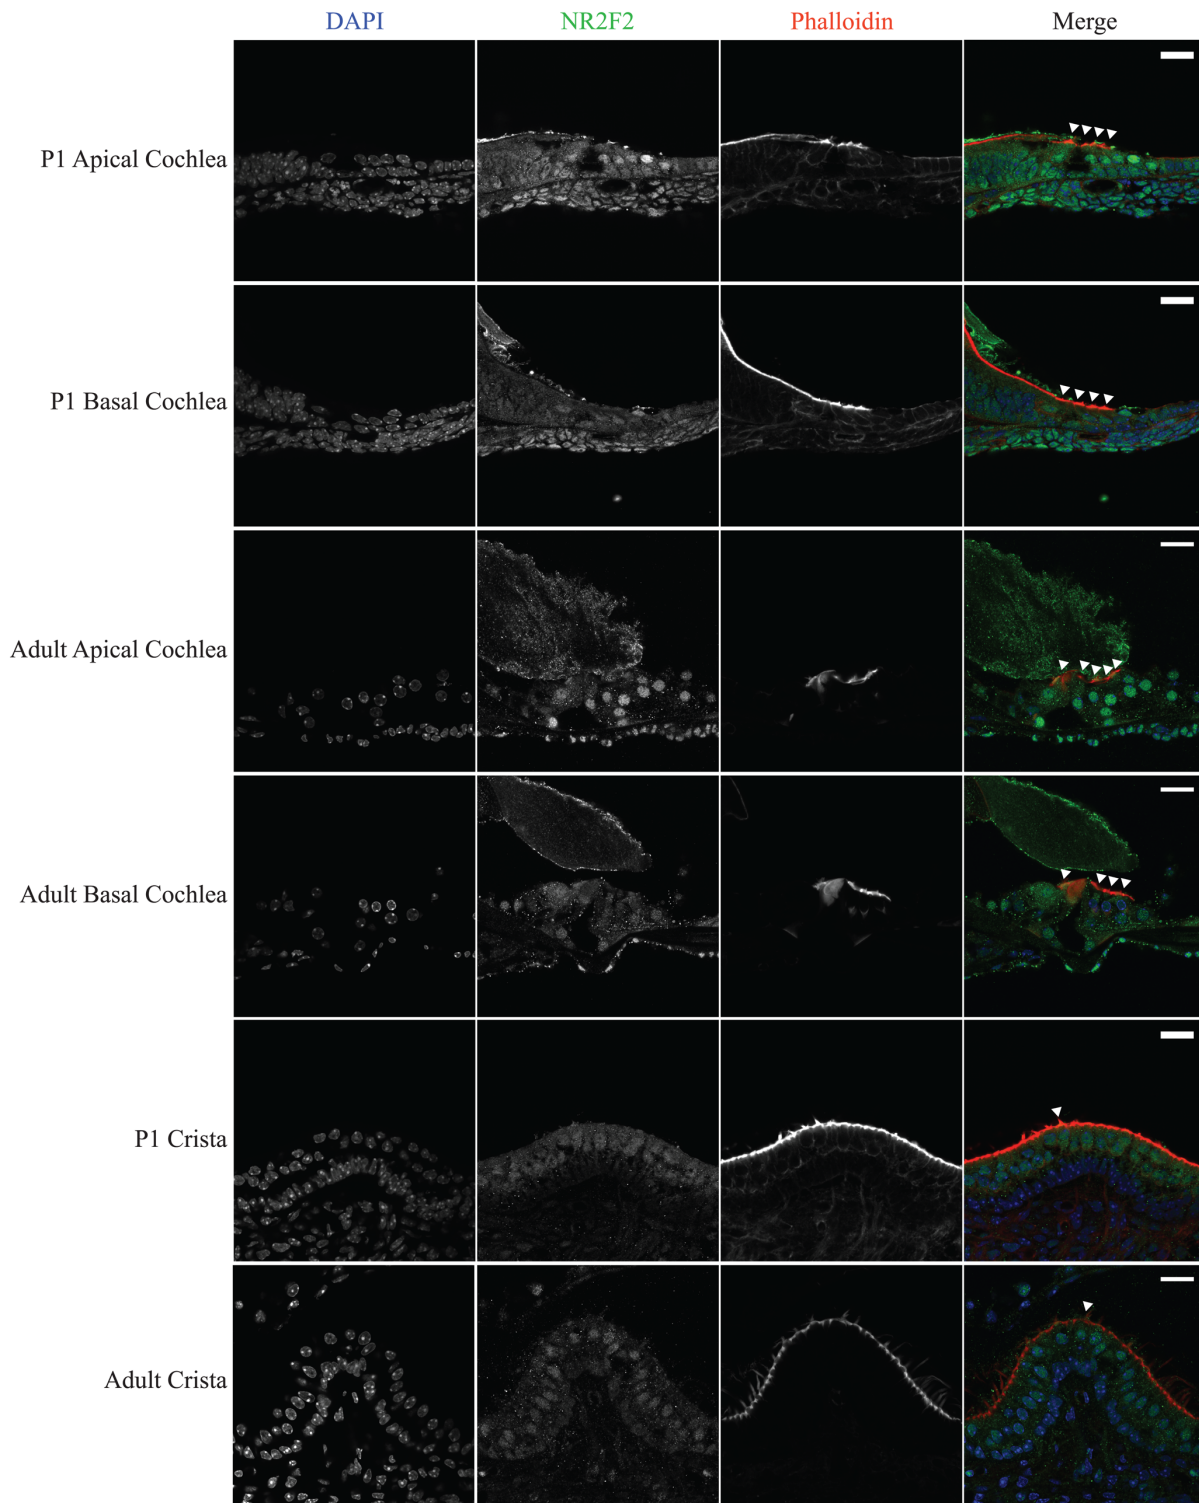 DAPI NR2F2 Phalloidin Merge
P1 Apical Cochlea
P1 Basal Cochlea
Adult Apical Cochlea
Adult Basal Cochlea
P1 Crista
Adult Crista